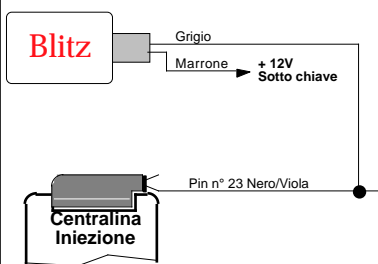 Blitz
Grigio
Marrone
+ 12V
Sotto chiave
Pin n° 23 Nero/Viola
Centralina
Iniezione